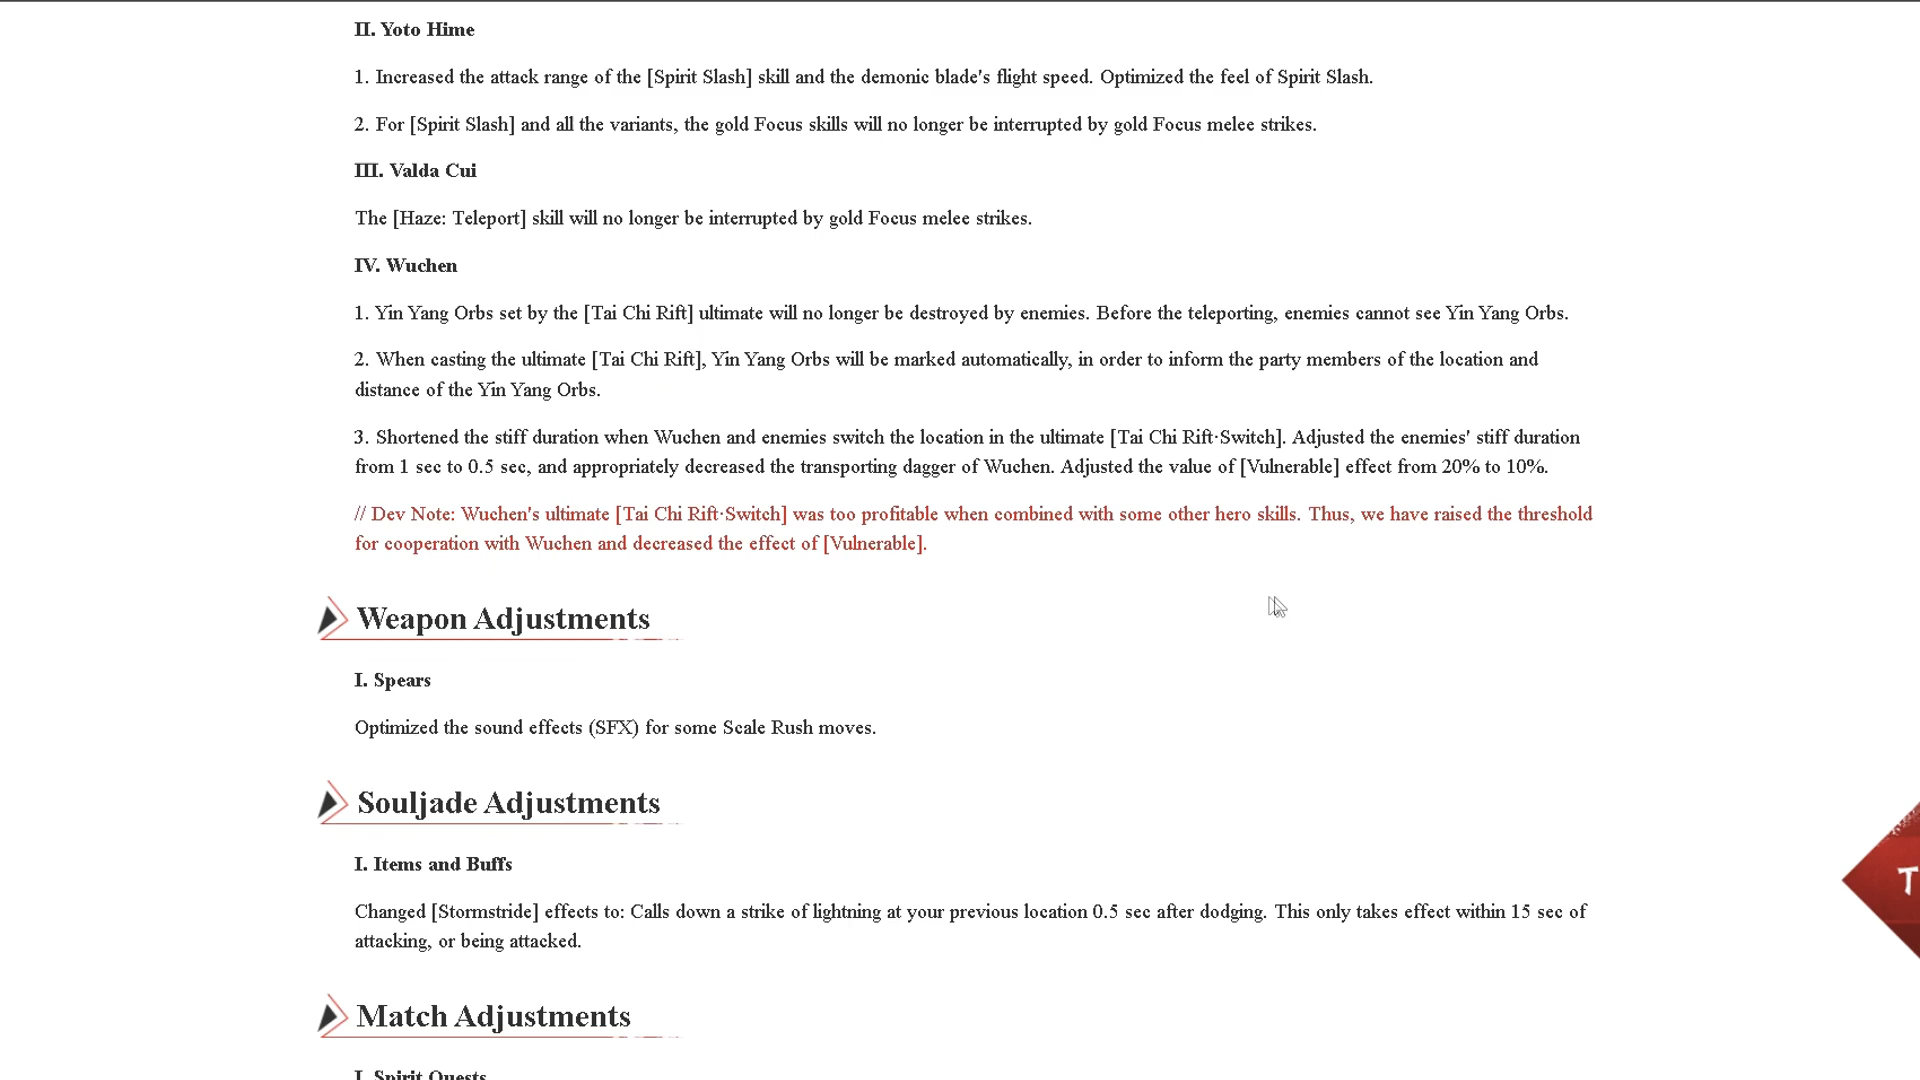 II. Yoto Hime
1. Increased the attack range of the [Spirit Slash] skill and the demonic blade's flight speed. Optimized the feel of Spirit Slash.
2. For [Spirit Slash] and all the variants, the gold Focus skills will no longer be interrupted by gold Focus melee strikes.
III. Valda Cui
The [Haze: Teleport] skill will no longer be interrupted by gold Focus melee strikes.
IV. Wuchen
1. Yin Yang Orbs set by the [Tai Chi Rift] ultimate will no longer be destroyed by enemies. Before the teleporting, enemies cannot see Yin Yang Orbs.
2. When casting the ultimate [Tai Chi Rift], Yin Yang Orbs will be marked automatically, in order to inform the party members of the location and
distance of the Yin Yang Orbs.
3. Shortened the stiff duration when Wuchen and enemies switch the location in the ultimate [Tai Chi Rift·Switch]. Adjusted the enemies' stiff duration
from 1 sec to 0.5 sec, and appropriately decreased the transporting dagger of Wuchen. Adjusted the value of [Vulnerable] effect from 20% to 10%.
// Dev Note: Wuchen's ultimate [Tai Chi Rift·Switch] was too profitable when combined with some other hero skills. Thus, we have raised the threshold
for cooperation with Wuchen and decreased the effect of [Vulnerable].
Weapon Adjustments
I. Spears
Optimized the sound effects (SFX) for some Scale Rush moves.
Souljade Adjustments
I. Items and Buffs
Changed [Stormstride] effects to: Calls down a strike of lightning at your previous location 0.5 sec after dodging. This only takes effect within 15 sec of
attacking, or being attacked.
T
Match Adjustments
I. Spirit Quests